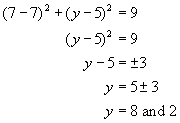 (7 − 7)² + (y − 5)² = 9
(y − 5)² = 9
y − 5 = ±3
y = 5 ± 3
y = 8 and 2